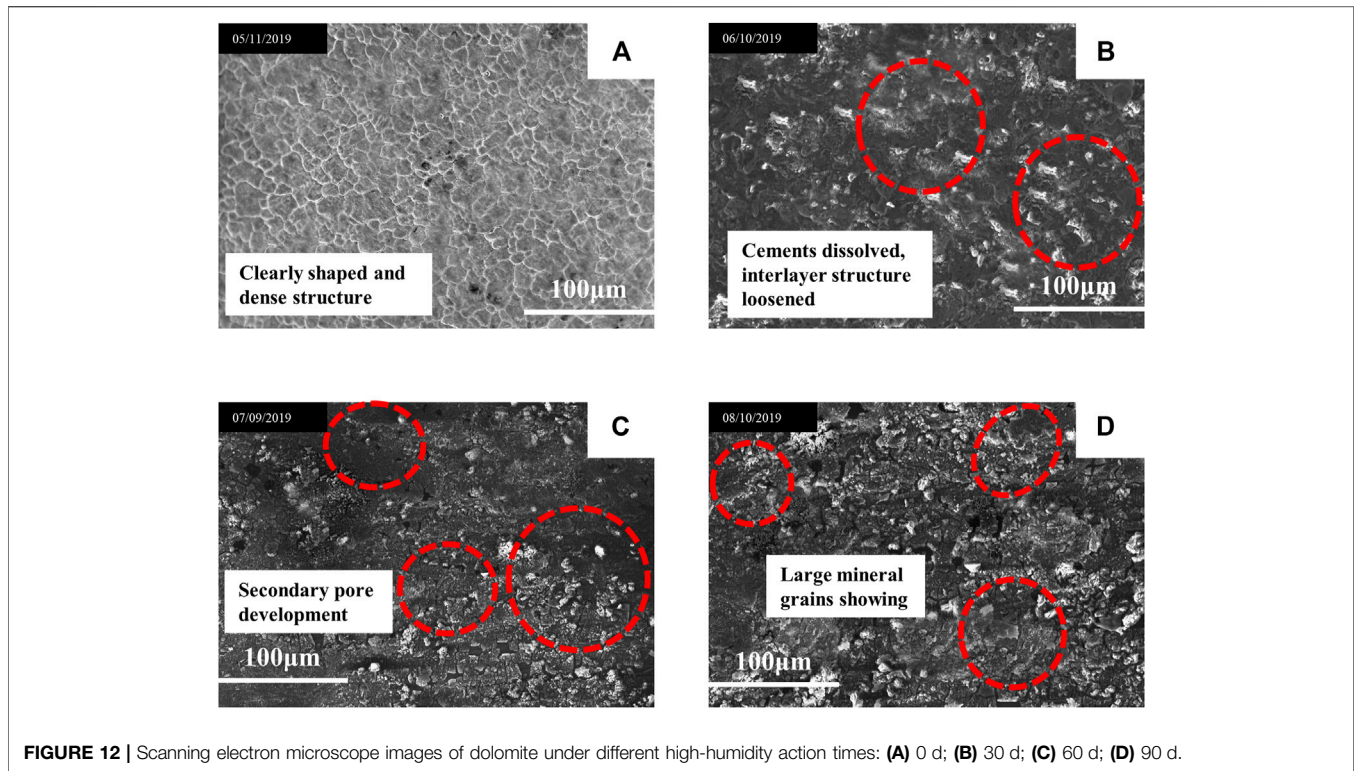 05/11/2019
A
Clearly shaped and
dense structure
100µm
06/10/2019
B
Cements dissolved,
interlayer structure
loosened
100µm
07/09/2019
C
Secondary pore
development
100µm
08/10/2019
D
Large mineral
grains showing
100µm
FIGURE 12 | Scanning electron microscope images of dolomite under different high-humidity action times: (A) 0 d; (B) 30 d; (C) 60 d; (D) 90 d.